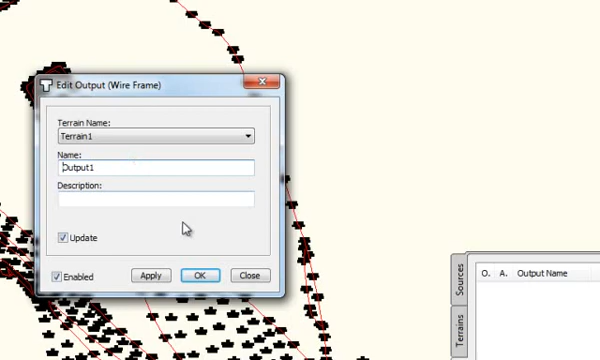 Edit Output (Wire Frame)
Terrain Name:
Terrain1
Name:
Output1
Description:
Update
Enabled
Apply
OK
Close
Sources
Terrains
O. A. Output Name